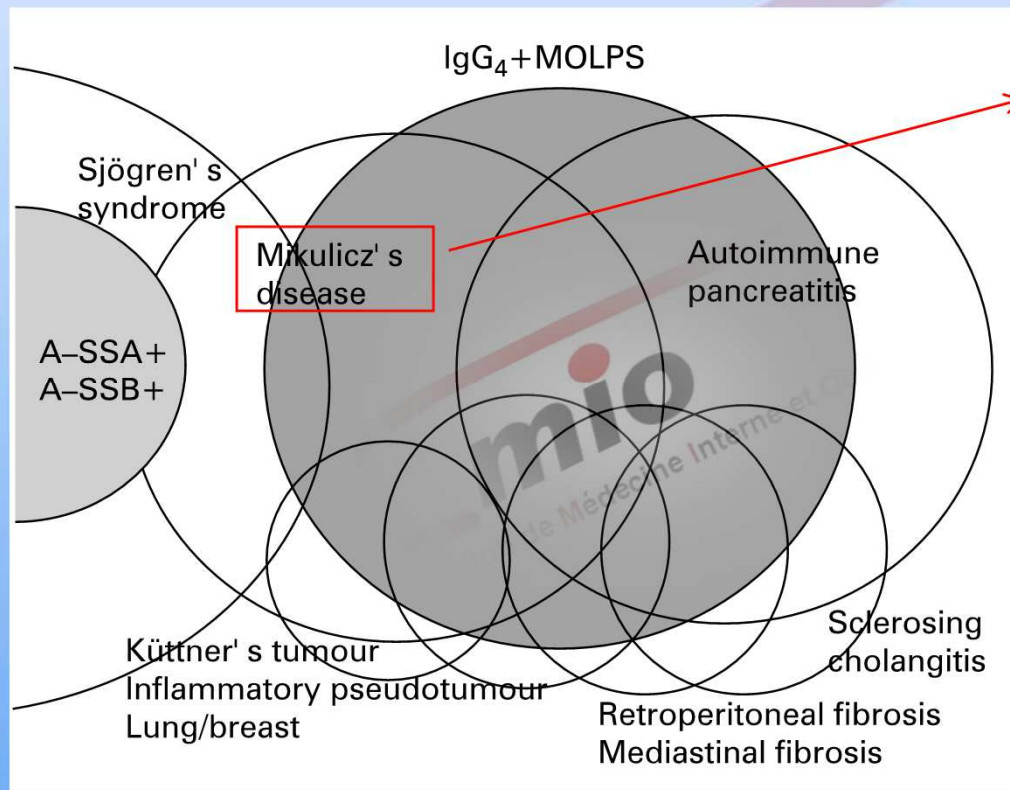 IgG₄+MOLPS
Sjögren' s
syndrome
Mikulicz' s
disease
Autoimmune
pancreatitis
A–SSA+
A–SSB+
mio
de Médecine Interne et
Küttner' s tumour
Inflammatory pseudotumour
Lung/breast
Sclerosing
cholangitis
Retroperitoneal fibrosis
Mediastinal fibrosis